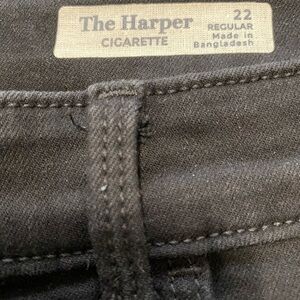 The Harper
CIGARETTE
22
REGULAR
Made in
Bangladesh